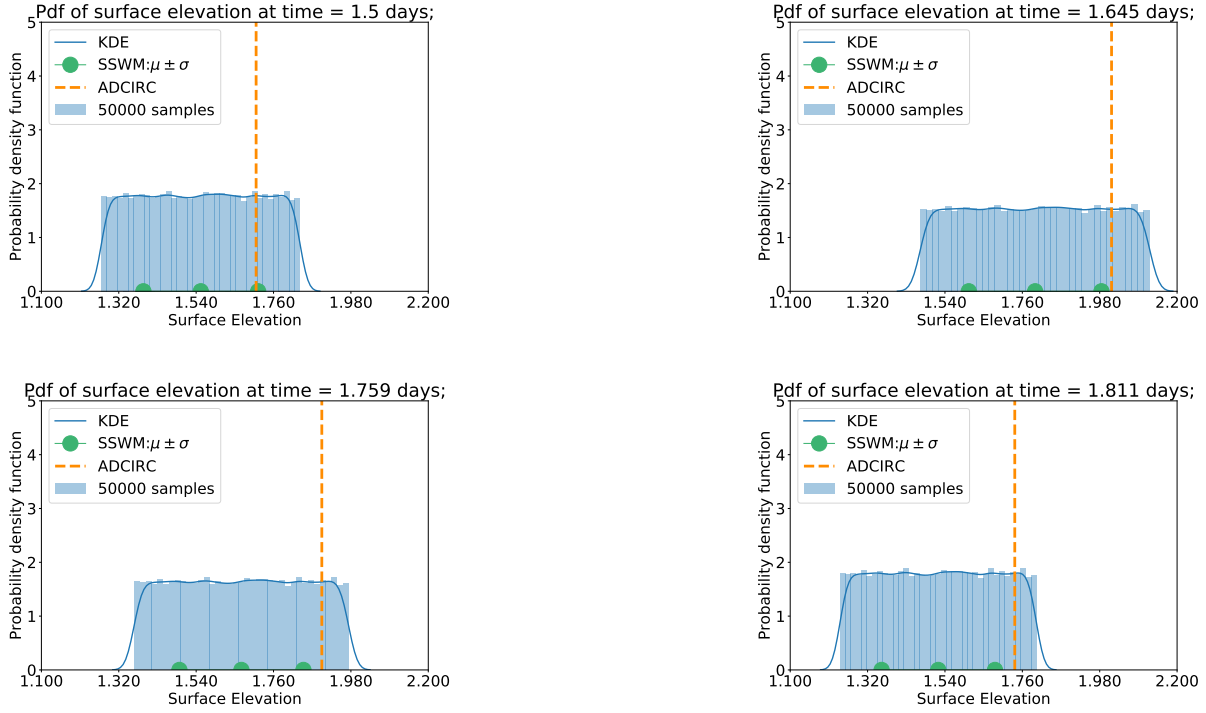 Pdf of surface elevation at time = 1.5 days;
Probability density function
5
4
3
2
1
0
KDE
SSWM:μ ± σ
ADCIRC
50000 samples
1.100 1.320 1.540 1.760 1.980 2.200
Surface Elevation
Pdf of surface elevation at time = 1.645 days;
Probability density function
5
4
3
2
1
0
KDE
SSWM:μ ± σ
ADCIRC
50000 samples
1.100 1.320 1.540 1.760 1.980 2.200
Surface Elevation
Pdf of surface elevation at time = 1.759 days;
Probability density function
5
4
3
2
1
0
KDE
SSWM:μ ± σ
ADCIRC
50000 samples
1.100 1.320 1.540 1.760 1.980 2.200
Surface Elevation
Pdf of surface elevation at time = 1.811 days;
Probability density function
5
4
3
2
1
0
KDE
SSWM:μ ± σ
ADCIRC
50000 samples
1.100 1.320 1.540 1.760 1.980 2.200
Surface Elevation